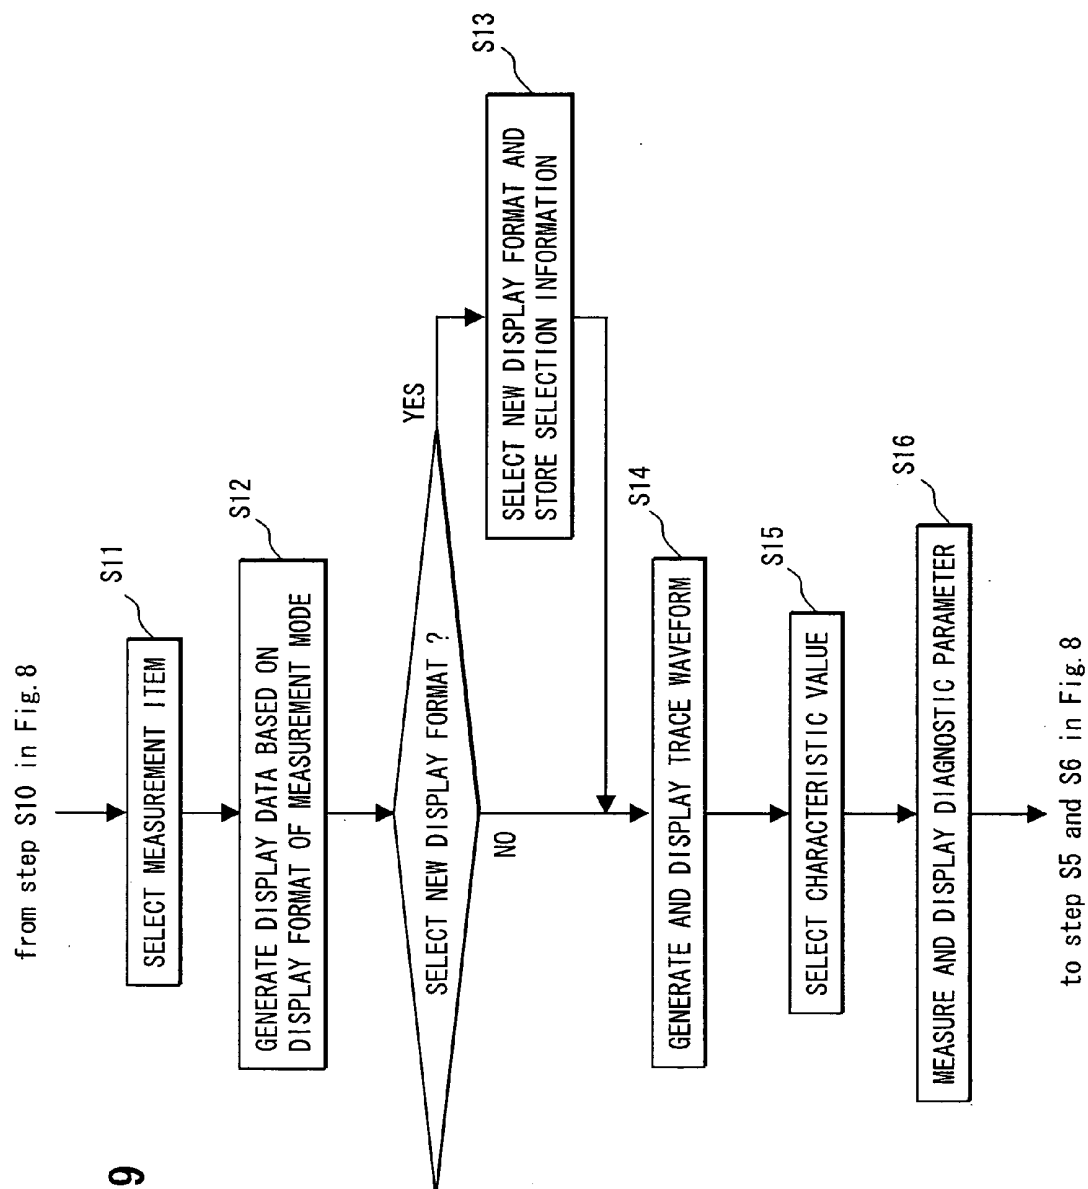 9
from step S10 in Fig. 8
SELECT MEASUREMENT ITEM
S11
GENERATE DISPLAY DATA BASED ON
DISPLAY FORMAT OF MEASUREMENT MODE
S12
SELECT NEW DISPLAY FORMAT ?
YES
NO
SELECT NEW DISPLAY FORMAT AND
STORE SELECTION INFORMATION
S13
GENERATE AND DISPLAY TRACE WAVEFORM
S14
SELECT CHARACTERISTIC VALUE
S15
MEASURE AND DISPLAY DIAGNOSTIC PARAMETER
S16
to step S5 and S6 in Fig. 8